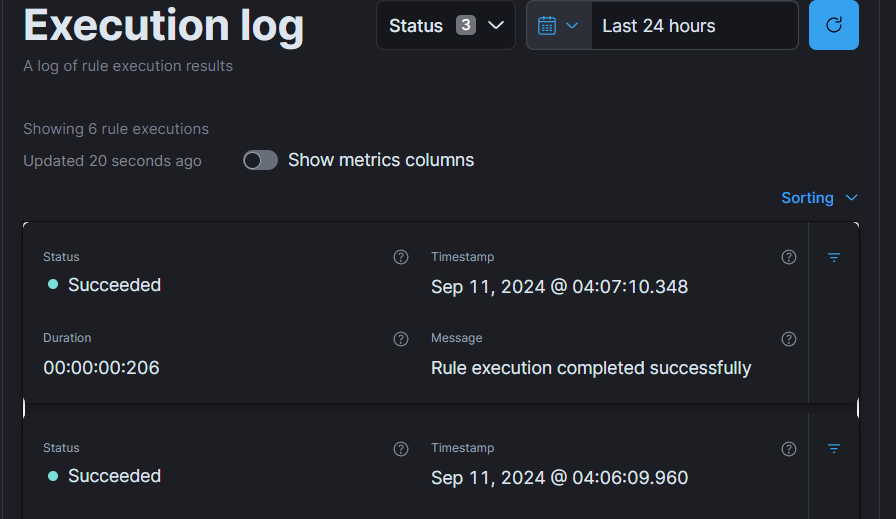 Execution log
Status 3
Last 24 hours
A log of rule execution results
Showing 6 rule executions
Updated 20 seconds ago
Show metrics columns
Sorting
Status
Timestamp
Succeeded
Sep 11, 2024 @ 04:07:10.348
Duration
Message
00:00:00:206
Rule execution completed successfully
Status
Timestamp
Succeeded
Sep 11, 2024 @ 04:06:09.960